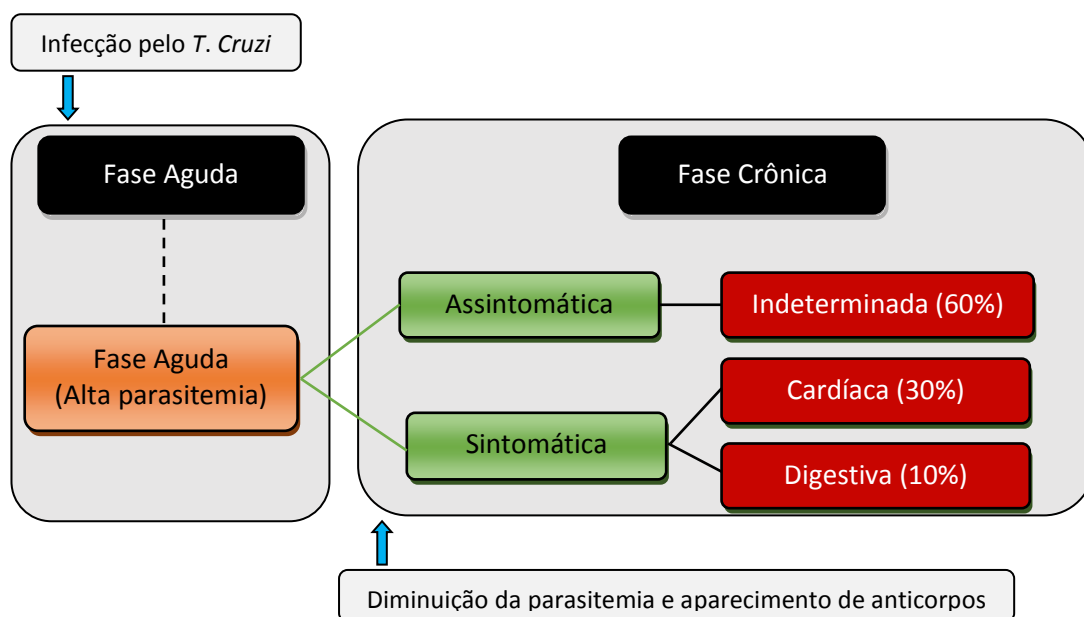 Infecção pelo T. Cruzi
Fase Aguda
Fase Aguda
(Alta parasitemia)
Fase Crônica
Assintomática
Indeterminada (60%)
Sintomática
Cardíaca (30%)
Digestiva (10%)
Diminuição da parasitemia e aparecimento de anticorpos